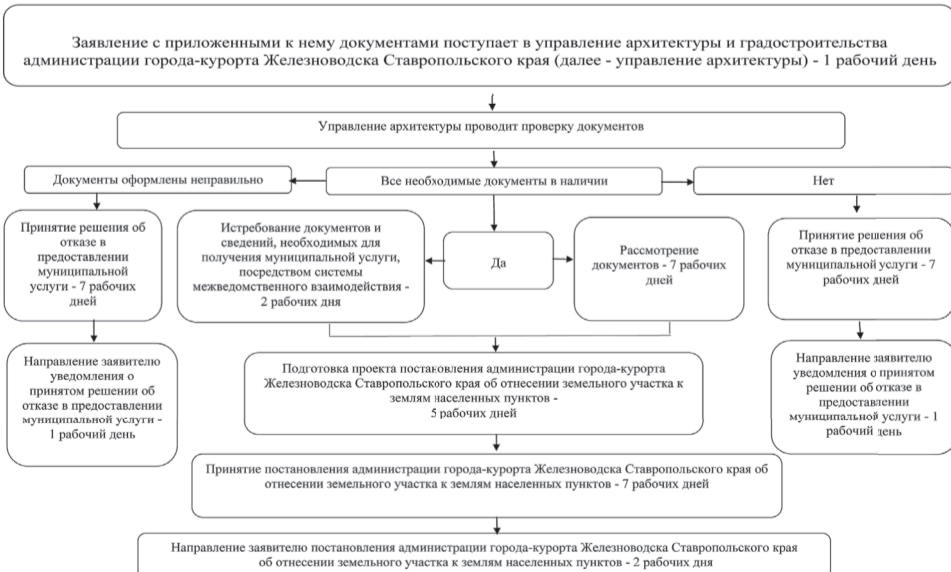 Заявление с приложенными к нему документами поступает в управление архитектуры и градостроительства
администрации города-курорта Железноводска Ставропольского края (далее - управление архитектуры) - 1 рабочий день
Управление архитектуры проводит проверку документов
Документы оформлены неправильно
Все необходимые документы в наличии
Нет
Принятие решения об
отказе в
предоставлении
муниципальной
услуги - 7 рабочих
дней
Истребование документов и
сведений, необходимых для
получения муниципальной услуги,
посредством системы
межведомственного взаимодействия -
2 рабочих дня
Да
Рассмотрение
документов - 7 рабочих
дней
Принятие решения об
отказе в предоставлении
муниципальной услуги - 7
рабочих дней
Направление заявителю
уведомления о
принятом решении об
отказе в предоставлении
муниципальной услуги -
1 рабочий день
Подготовка проекта постановления администрации города-курорта
Железноводска Ставропольского края об отнесении земельного участка к
землям населенных пунктов -
5 рабочих дней
Направление заявителю
уведомления о принятом
решении об отказе в
предоставлении
муниципальной услуги - 1
рабочий день
Принятие постановления администрации города-курорта Железноводска Ставропольского края об
отнесении земельного участка к землям населенных пунктов - 7 рабочих дней
Направление заявителю постановления администрации города-курорта Железноводска Ставропольского края
об отнесении земельного участка к землям населенных пунктов - 2 рабочих дня